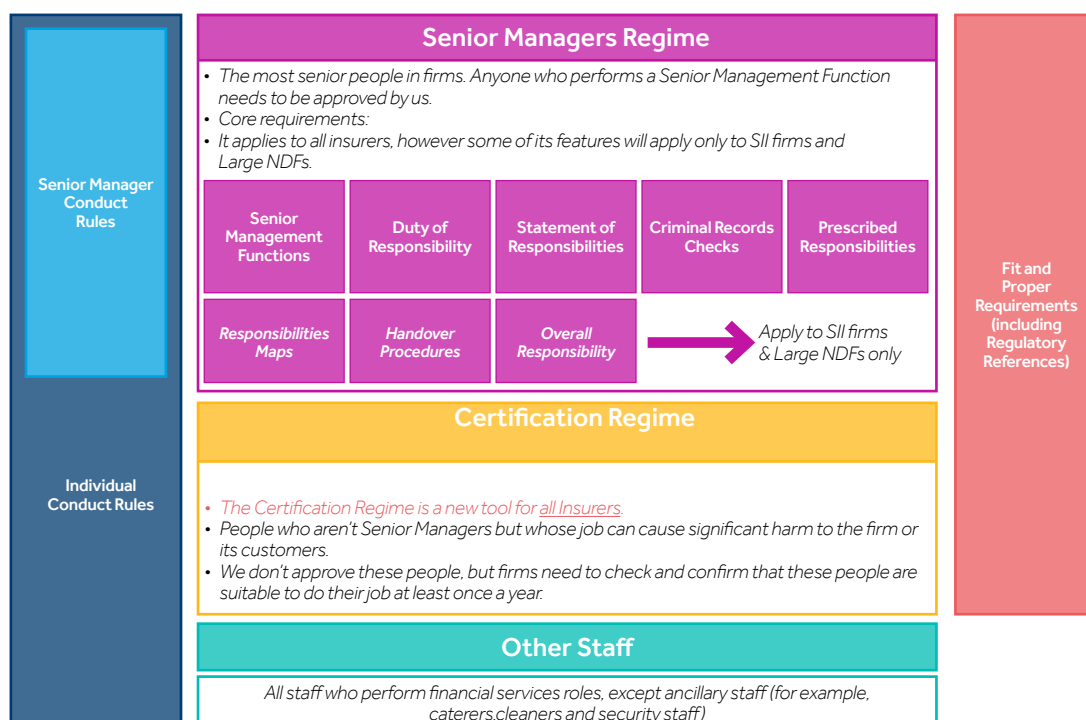 Senior Managers Regime
• The most senior people in firms. Anyone who performs a Senior Management Function
needs to be approved by us.
• Core requirements:
• It applies to all insurers, however some of its features will apply only to SII firms and
Large NDFs.
Senior Manager
Conduct
Rules
Senior
Management
Functions
Duty of
Responsibility
Statement of
Responsibilities
Criminal Records
Checks
Prescribed
Responsibilities
Responsibilities
Maps
Handover
Procedures
Overall
Responsibility
Apply to SII firms
& Large NDFs only
Fit and
Proper
Requirements
(including
Regulatory
References)
Certification Regime
Individual
Conduct Rules
• The Certification Regime is a new tool for all Insurers.
• People who aren't Senior Managers but whose job can cause significant harm to the firm or
its customers.
• We don't approve these people, but firms need to check and confirm that these people are
suitable to do their job at least once a year.
Other Staff
All staff who perform financial services roles, except ancillary staff (for example,
caterers,cleaners and security staff)